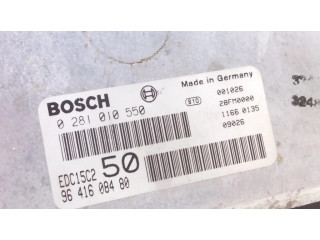 Made in Germany
BOSCH
001026
0 281 010 550
28FM0000
1166 0135
09026
EDC15C2 50
96 416 084 80